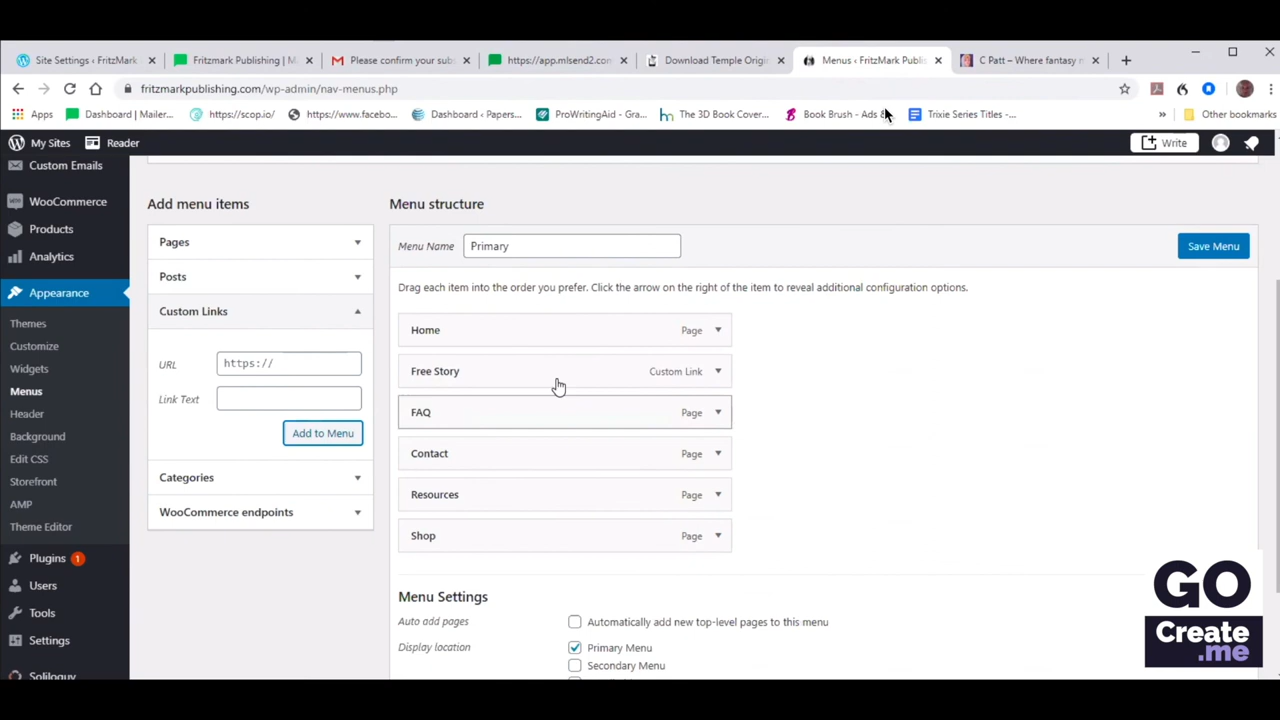 Site Settings ‹ FritzMark
Fritzmark Publishing | M
Please confirm your subs
https://app.mlsend2.com
Download Temple Origin
Menus ‹ FritzMark Public
C Patt – Where fantasy m
fritzmarkpublishing.com/wp-admin/nav-menus.php
Apps
Dashboard | Mailer...
https://scop.io/
https://www.facebo...
Dashboard ‹ Papers...
ProWritingAid - Gra...
The 3D Book Cover...
Book Brush - Ads &
Trixie Series Titles -...
»
Other bookmarks
My Sites
Reader
Write
Custom Emails
WooCommerce
Products
Analytics
Appearance
Themes
Customize
Widgets
Menus
Header
Background
Edit CSS
Storefront
AMP
Theme Editor
Plugins 1
Users
Tools
Settings
Soliloquy
Add menu items
Pages
Posts
Custom Links
URL
https://
Link Text
Add to Menu
Categories
WooCommerce endpoints
Menu structure
Menu Name
Primary
Save Menu
Drag each item into the order you prefer. Click the arrow on the right of the item to reveal additional configuration options.
Home Page
Free Story Custom Link
FAQ Page
Contact Page
Resources Page
Shop Page
Menu Settings
Auto add pages
Automatically add new top-level pages to this menu
Display location
Primary Menu
Secondary Menu
GO
Create
.me